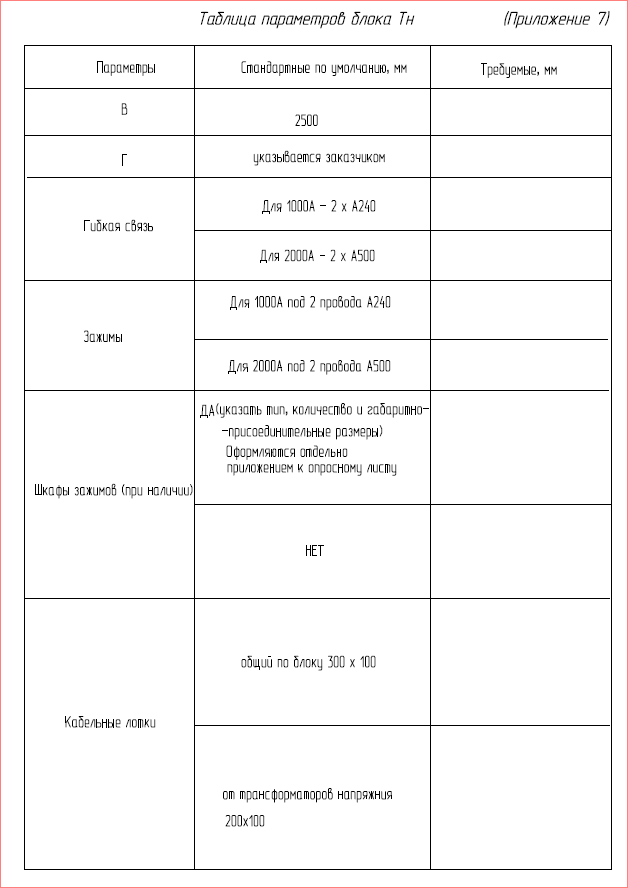 Таблица параметров блока Тн (Приложение 7)
Параметры Стандартные по умолчанию, мм Требуемые, мм
В 2500
Г указывается заказчиком
Гибкая связь
Для 1000А - 2 х А240
Для 2000А - 2 х А500
Зажимы
Для 1000А под 2 провода А240
Для 2000А под 2 провода А500
Шкафы зажимов (при наличии)
ДА(указать тип, количество и габаритно-
-присоединительные размеры)
Оформляются отдельно
приложением к опросному листу
НЕТ
Кабельные лотки
общий по блоку 300 х 100
от трансформаторов напряжния
200х100